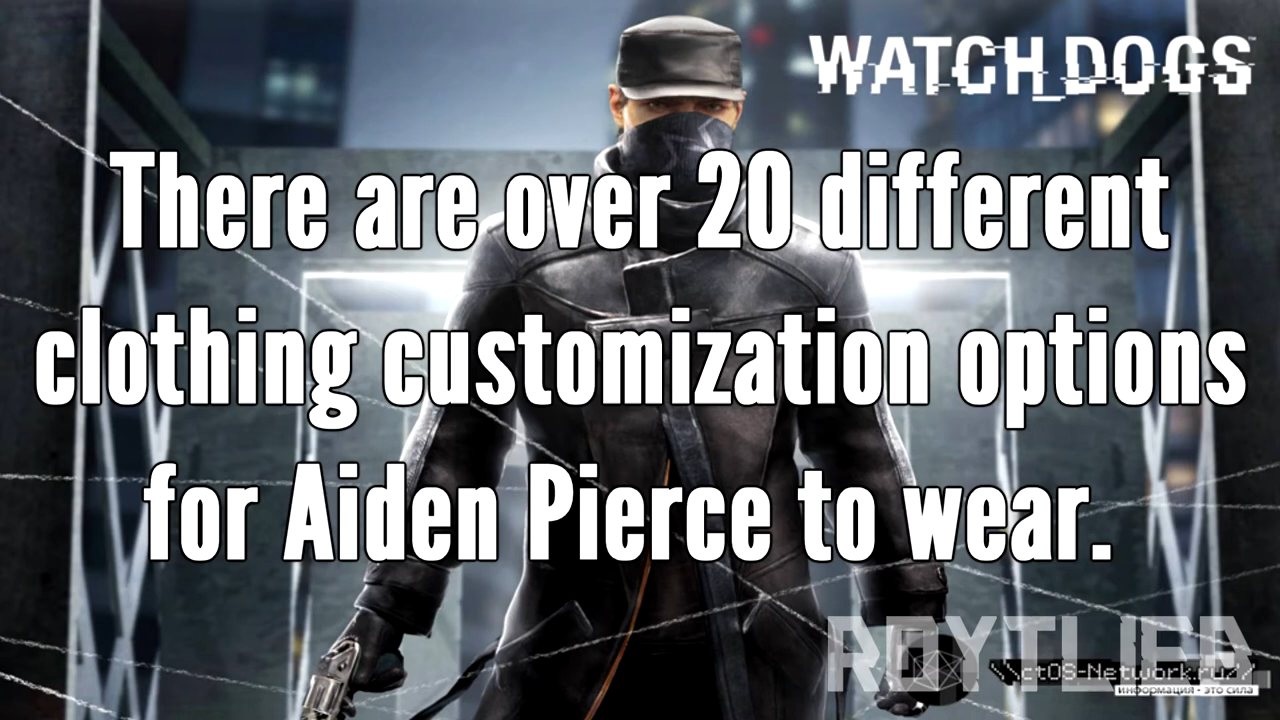 WATCH_DOGS
There are over 20 different
clothing customization options
for Aiden Pierce to wear.
\\ctOS-Network.ru//
информация - это сила